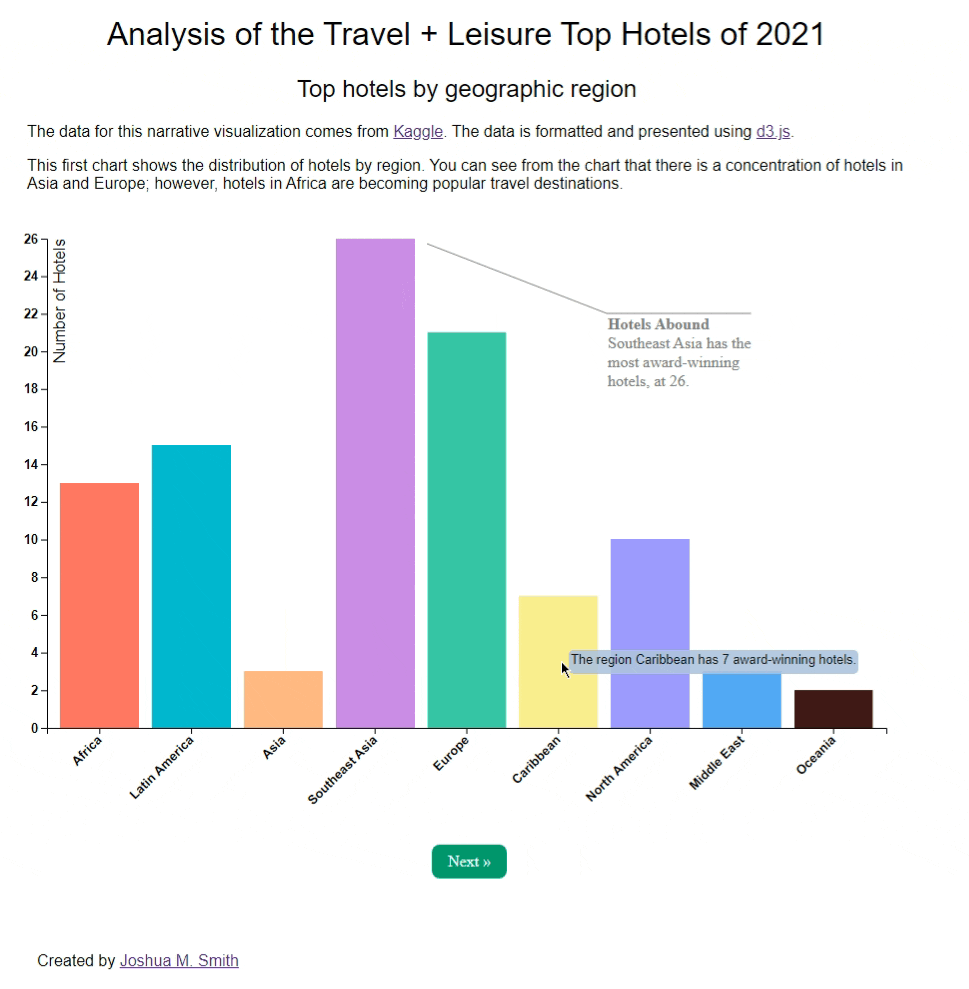 Analysis of the Travel + Leisure Top Hotels of 2021
Top hotels by geographic region
The data for this narrative visualization comes from Kaggle. The data is formatted and presented using d3.js.
This first chart shows the distribution of hotels by region. You can see from the chart that there is a concentration of hotels in
Asia and Europe; however, hotels in Africa are becoming popular travel destinations.
26
24
22
20
18
16
14
12
10
8
6
4
2
0
Number of Hotels
Hotels Abound
Southeast Asia has the
most award-winning
hotels, at 26.
The region Caribbean has 7 award-winning hotels.
Africa
Latin America
Asia
Southeast Asia
Europe
Caribbean
North America
Middle East
Oceania
Next »
Created by Joshua M. Smith